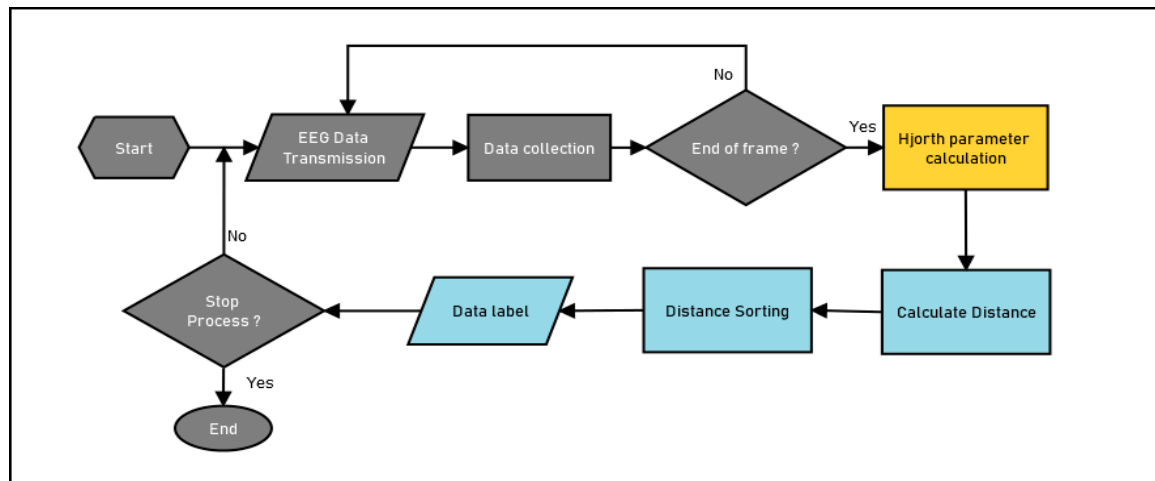 No
Start
EEG Data
Transmission
Data collection
End of frame ?
Yes
Hjorth parameter
calculation
No
Stop
Process ?
Data label
Distance Sorting
Calculate Distance
Yes
End